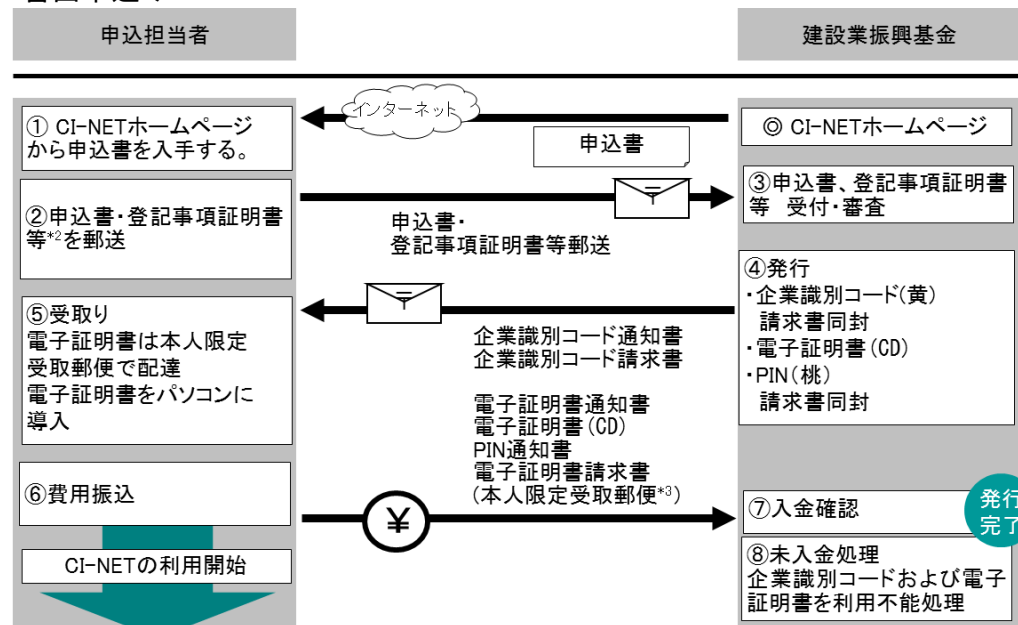 申込担当者
建設業振興基金
インターネット
① CI-NETホームページ
から申込書を入手する。
申込書
◎ CI-NETホームページ
②申込書・登記事項証明書
等*2を郵送
申込書・
登記事項証明書等郵送
③申込書、登記事項証明書
等 受付・審査
④発行
・企業識別コード(黄)
請求書同封
・電子証明書(CD)
・PIN(桃)
請求書同封
⑤受取り
電子証明書は本人限定
受取郵便で配達
電子証明書をパソコンに
導入
企業識別コード通知書
企業識別コード請求書
電子証明書通知書
電子証明書(CD)
PIN通知書
電子証明書請求書
(本人限定受取郵便*3)
⑥費用振込
¥
⑦入金確認
発行
完了
CI-NETの利用開始
⑧未入金処理
企業識別コードおよび電子
証明書を利用不能処理